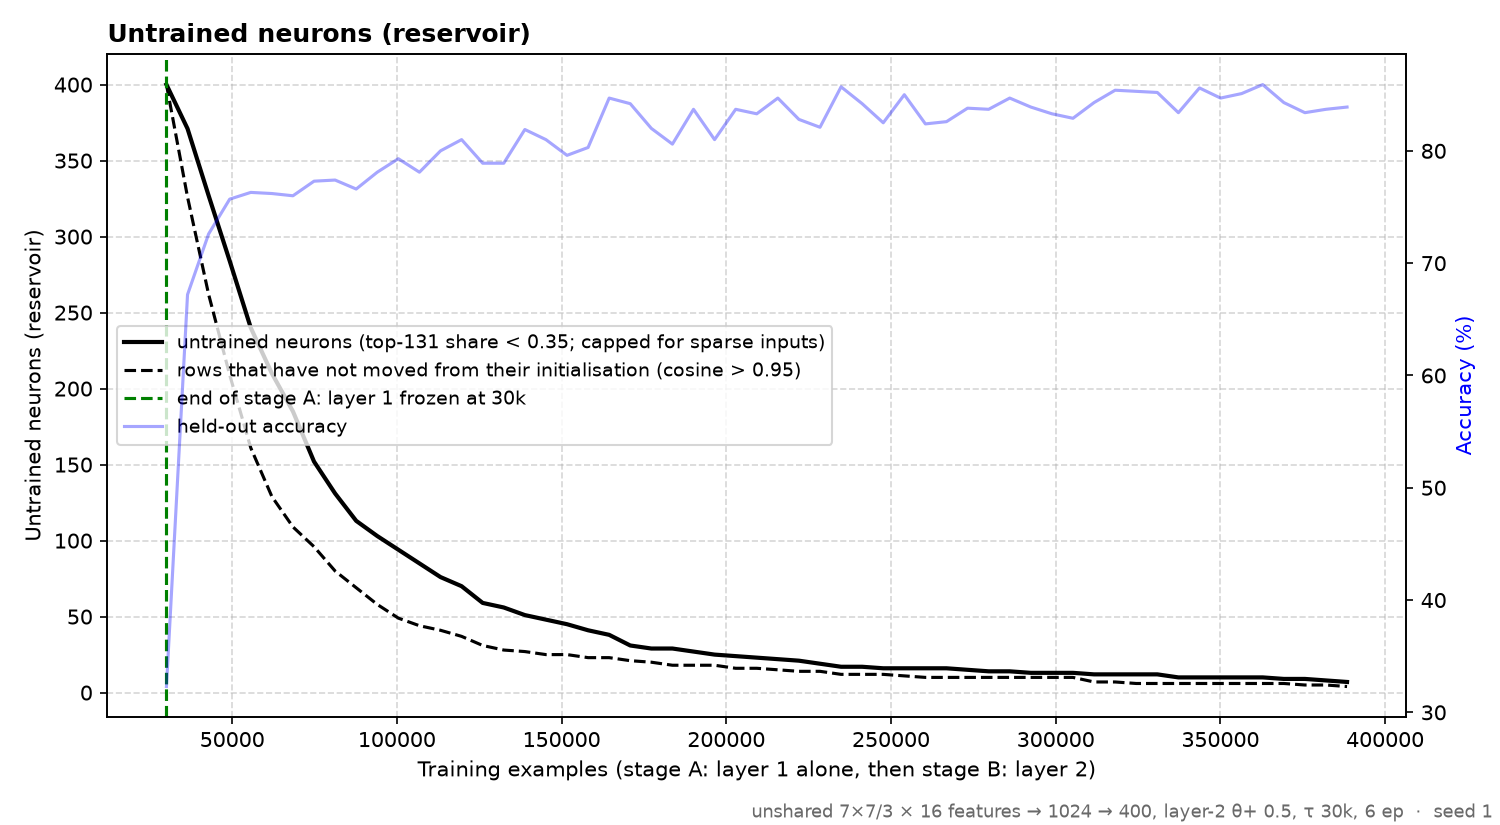 Untrained neurons (reservoir)
400
350
300
250
200
150
100
50
0
Untrained neurons (reservoir)
untrained neurons (top-131 share < 0.35; capped for sparse inputs)
rows that have not moved from their initialisation (cosine > 0.95)
end of stage A: layer 1 frozen at 30k
held-out accuracy
80
70
60
50
40
30
Accuracy (%)
50000 100000 150000 200000 250000 300000 350000 400000
Training examples (stage A: layer 1 alone, then stage B: layer 2)
unshared 7×7/3 × 16 features → 1024 → 400, layer-2 θ+ 0.5, τ 30k, 6 ep · seed 1